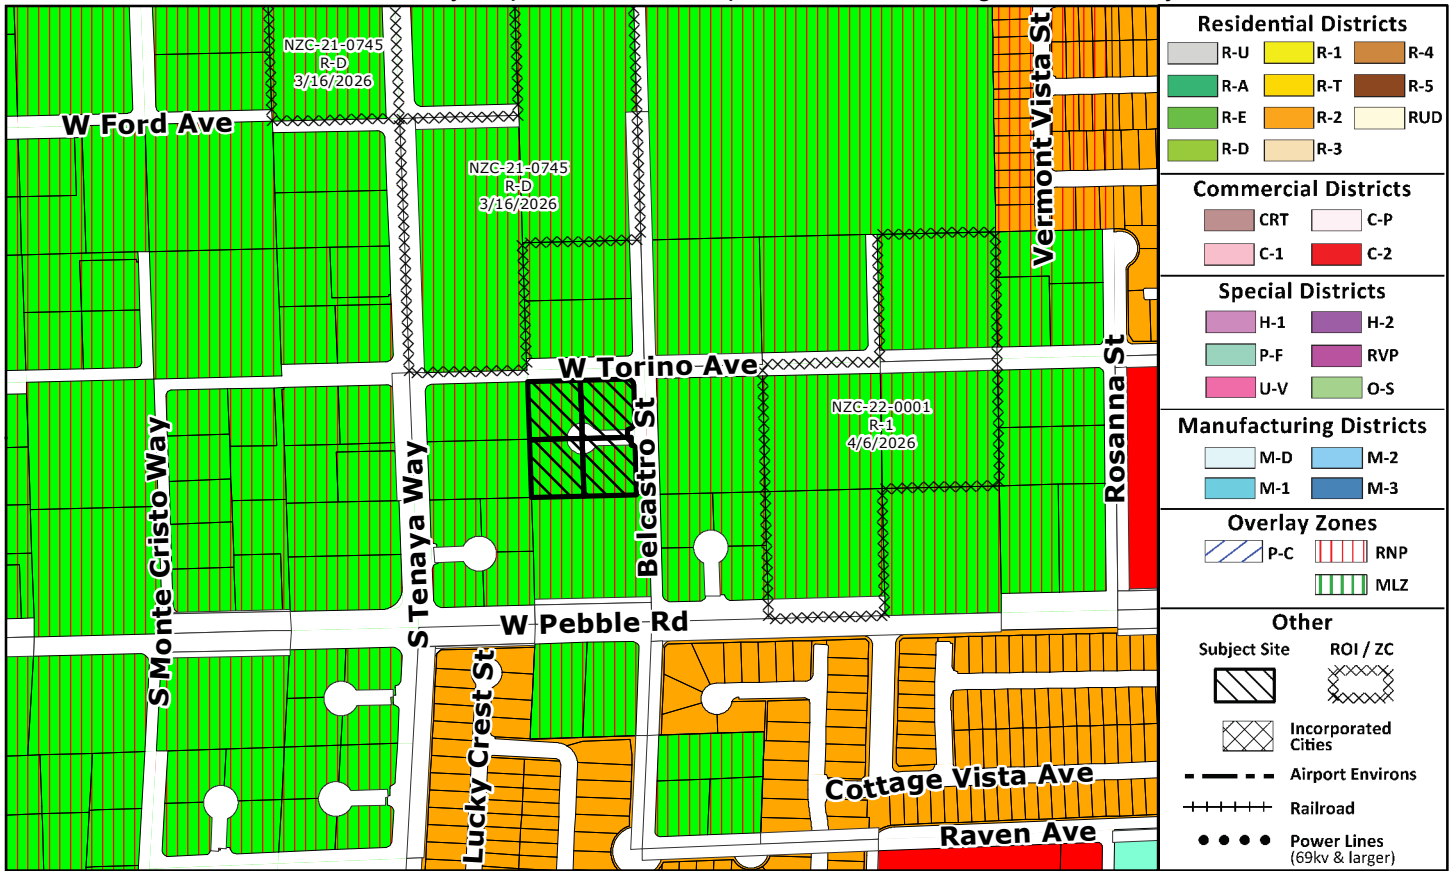 NZC-21-0745
R-D
3/16/2026
W Ford Ave
NZC-21-0745
R-D
3/16/2026
Vermont Vista St
W Torino Ave
NZC-22-0001
R-1
4/6/2026
Rosanna St
S Monte Cristo Way
S Tenaya Way
Belcastro St
W Pebble Rd
Lucky Crest St
Cottage Vista Ave
Raven Ave
Residential Districts
R-U R-1 R-4
R-A R-T R-5
R-E R-2 RUD
R-D R-3
Commercial Districts
CRT C-P
C-1 C-2
Special Districts
H-1 H-2
P-F RVP
U-V O-S
Manufacturing Districts
M-D M-2
M-1 M-3
Overlay Zones
P-C RNP
MLZ
Other
Subject Site ROI / ZC
Incorporated
Cities
Airport Environs
Railroad
Power Lines
(69kv & larger)